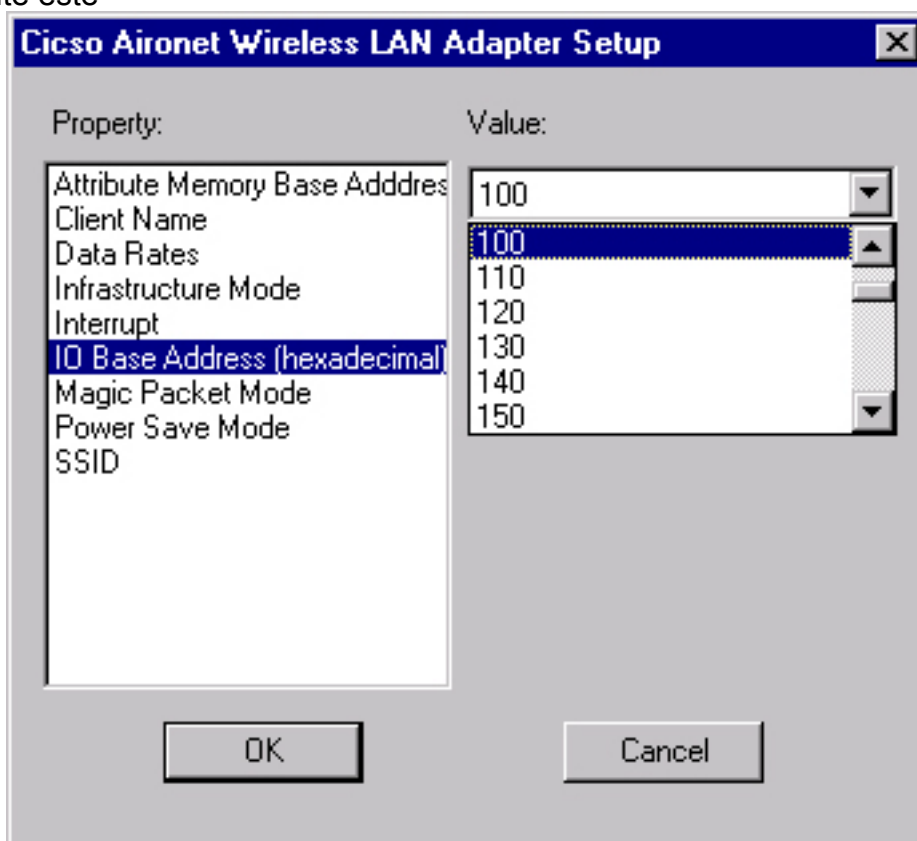 Cicso Aironet Wireless LAN Adapter Setup
Property:
Value:
Attribute Memory Base Adddres
Client Name
Data Rates
Infrastructure Mode
Interrupt
IO Base Address (hexadecimal)
Magic Packet Mode
Power Save Mode
SSID
100
100
110
120
130
140
150
OK
Cancel